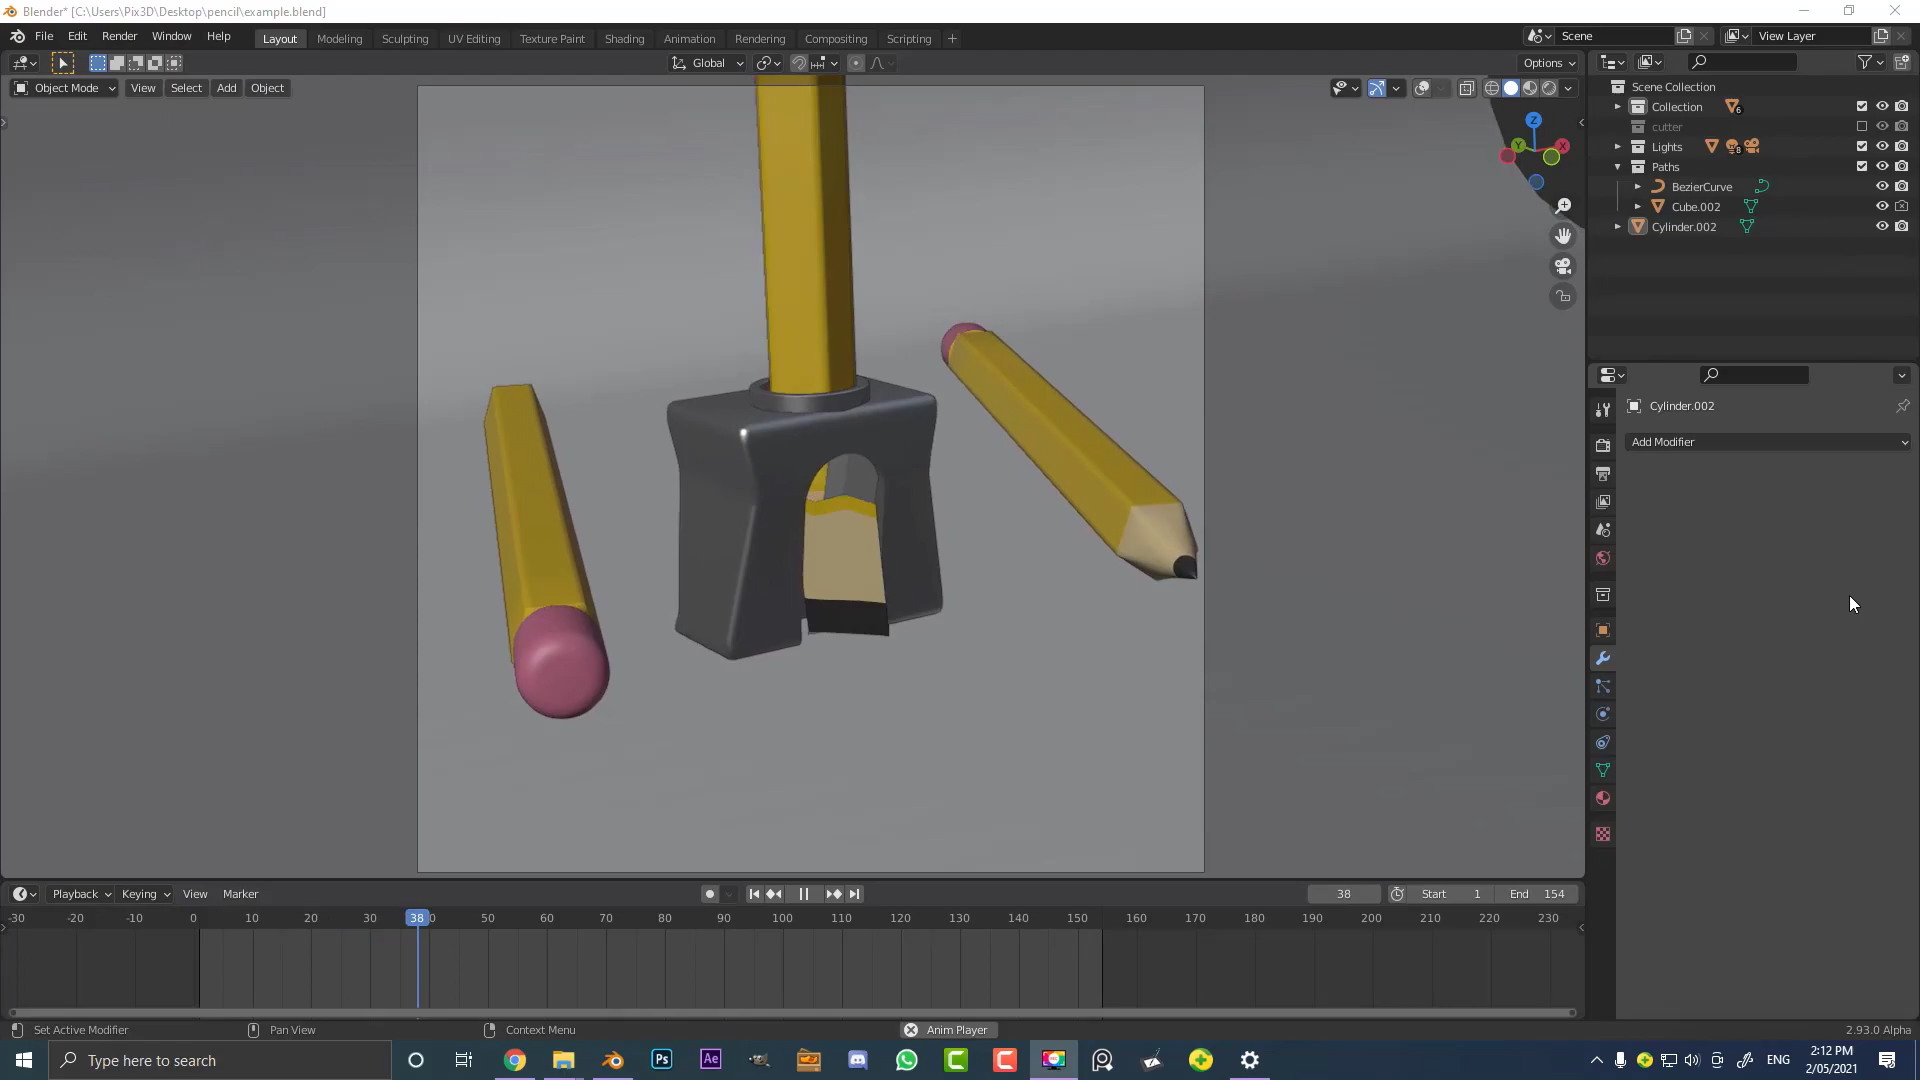 Blender* [C:\Users\Pix3D\Desktop\pencil\example.blend]
File Edit Render Window Help Layout Modeling Sculpting UV Editing Texture Paint Shading Animation Rendering Compositing Scripting + Scene View Layer
Global Options
Object Mode View Select Add Object
Scene Collection
Collection 6
cutter
Lights 8
Paths
BezierCurve
Cube.002
Cylinder.002
Z
Y X
Cylinder.002
Add Modifier
Playback Keying View Marker 38 Start 1 End 154
-30 -20 -10 0 10 20 30 38 0 50 60 70 80 90 100 110 120 130 140 150 160 170 180 190 200 210 220 230
Set Active Modifier Pan View Context Menu Anim Player 2.93.0 Alpha
Type here to search Ps Ae ENG 2:12 PM
2/05/2021